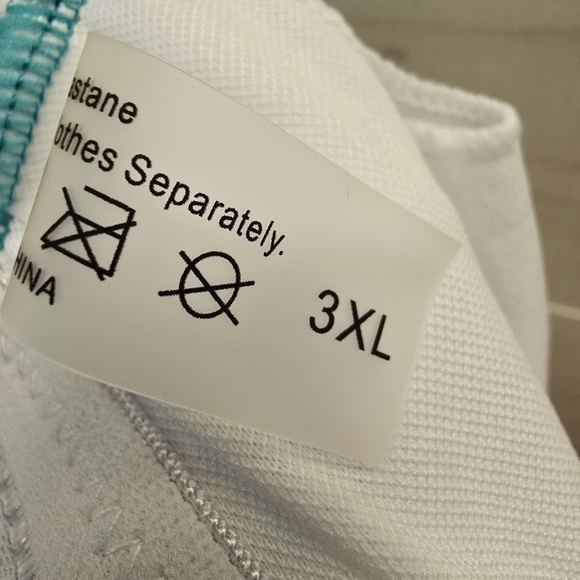 stane
othes Separately.
3XL
HINA